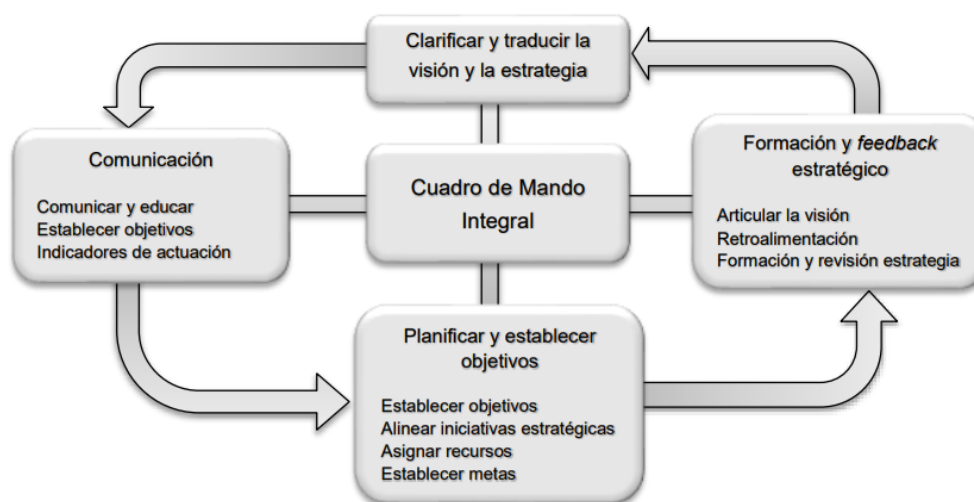 Clarificar y traducir la
visión y la estrategia
Comunicación
Comunicar y educar
Establecer objetivos
Indicadores de actuación
Cuadro de Mando
Integral
Formación y feedback
estratégico
Articular la visión
Retroalimentación
Formación y revisión estrategia
Planificar y establecer
objetivos
Establecer objetivos
Alinear iniciativas estratégicas
Asignar recursos
Establecer metas